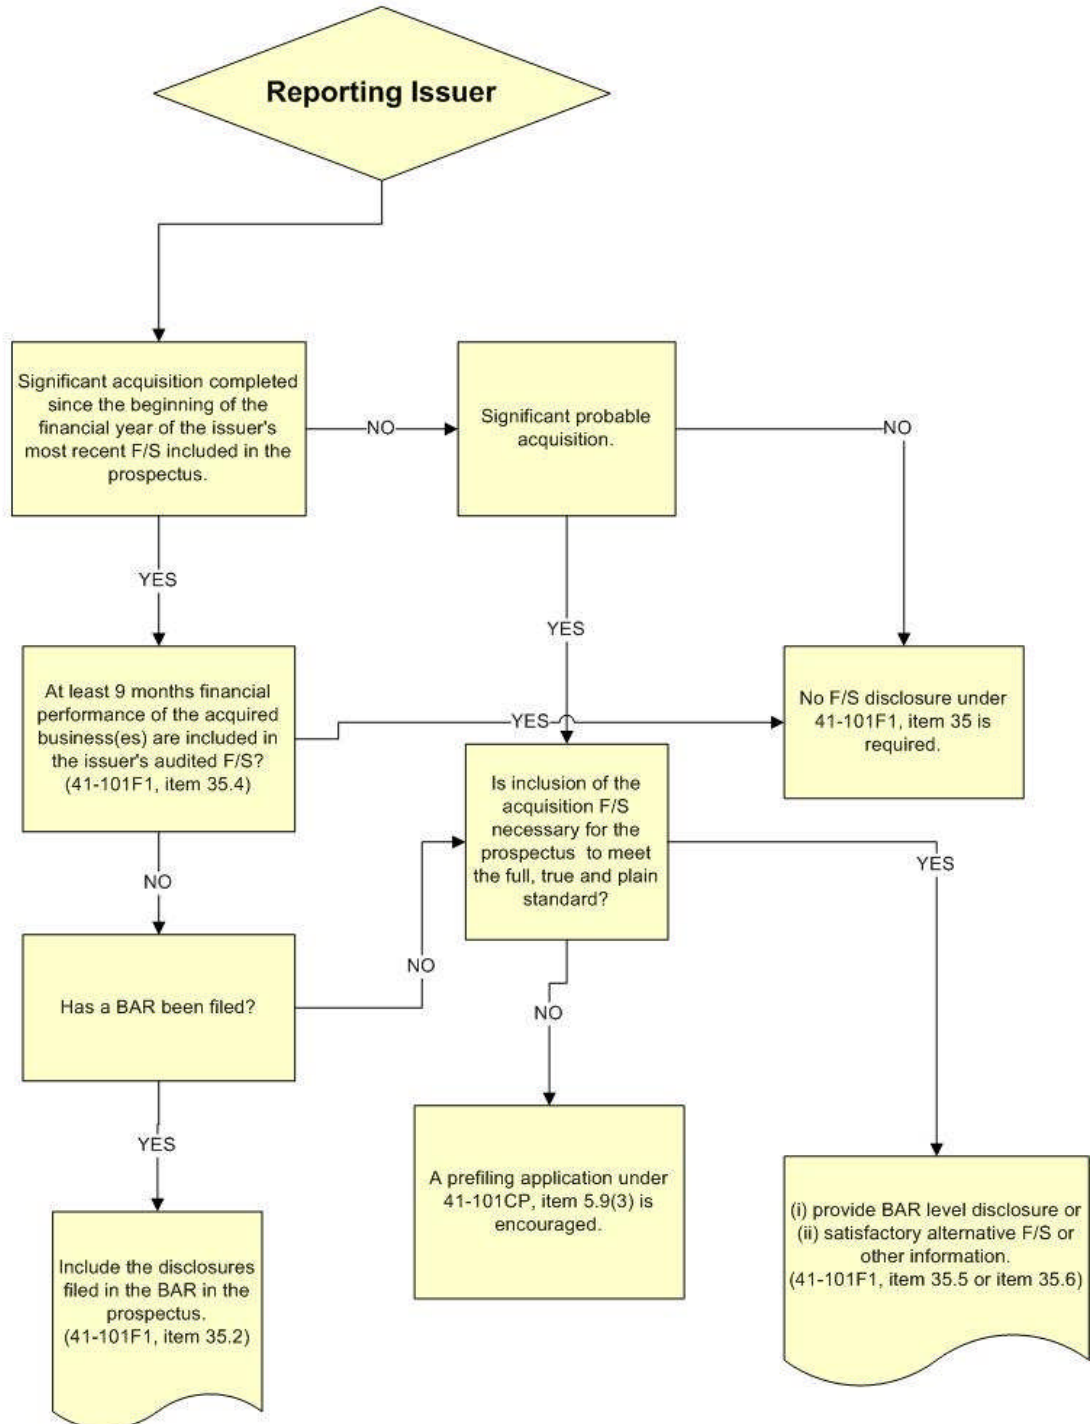 Reporting Issuer
Significant acquisition completed
since the beginning of the
financial year of the issuer's
most recent F/S included in the
prospectus.
NO
Significant probable
acquisition.
NO
YES
YES
At least 9 months financial
performance of the acquired
business(es) are included in
the issuer's audited F/S?
(41-101F1, item 35.4)
YES
No F/S disclosure under
41-101F1, item 35 is
required.
Is inclusion of the
acquisition F/S
necessary for the
prospectus to meet
the full, true and plain
standard?
YES
NO
Has a BAR been filed?
NO
NO
YES
A prefiling application under
41-101CP, item 5.9(3) is
encouraged.
(i) provide BAR level disclosure or
(ii) satisfactory alternative F/S or
other information.
(41-101F1, item 35.5 or item 35.6)
Include the disclosures
filed in the BAR in the
prospectus.
(41-101F1, item 35.2)